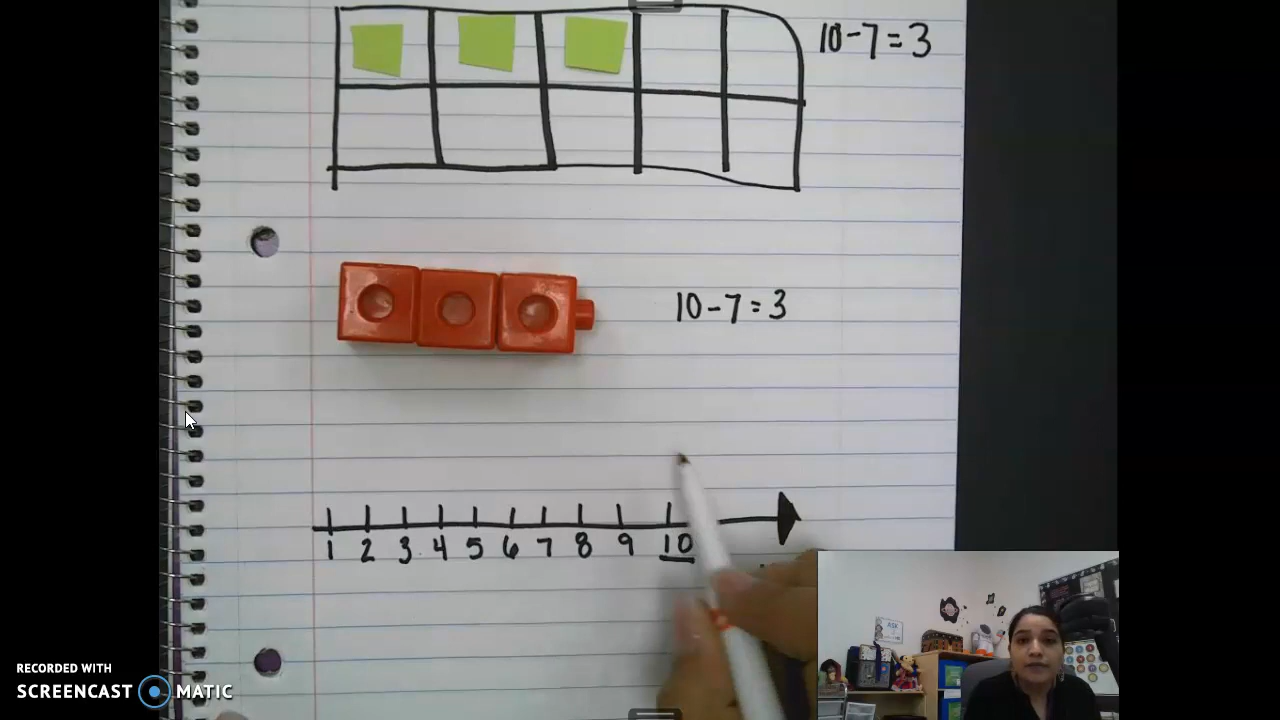 10-7=3
10-7=3
1 2 3 4 5 6 7 8 9 10
ASK
RECORDED WITH
SCREENCAST MATIC